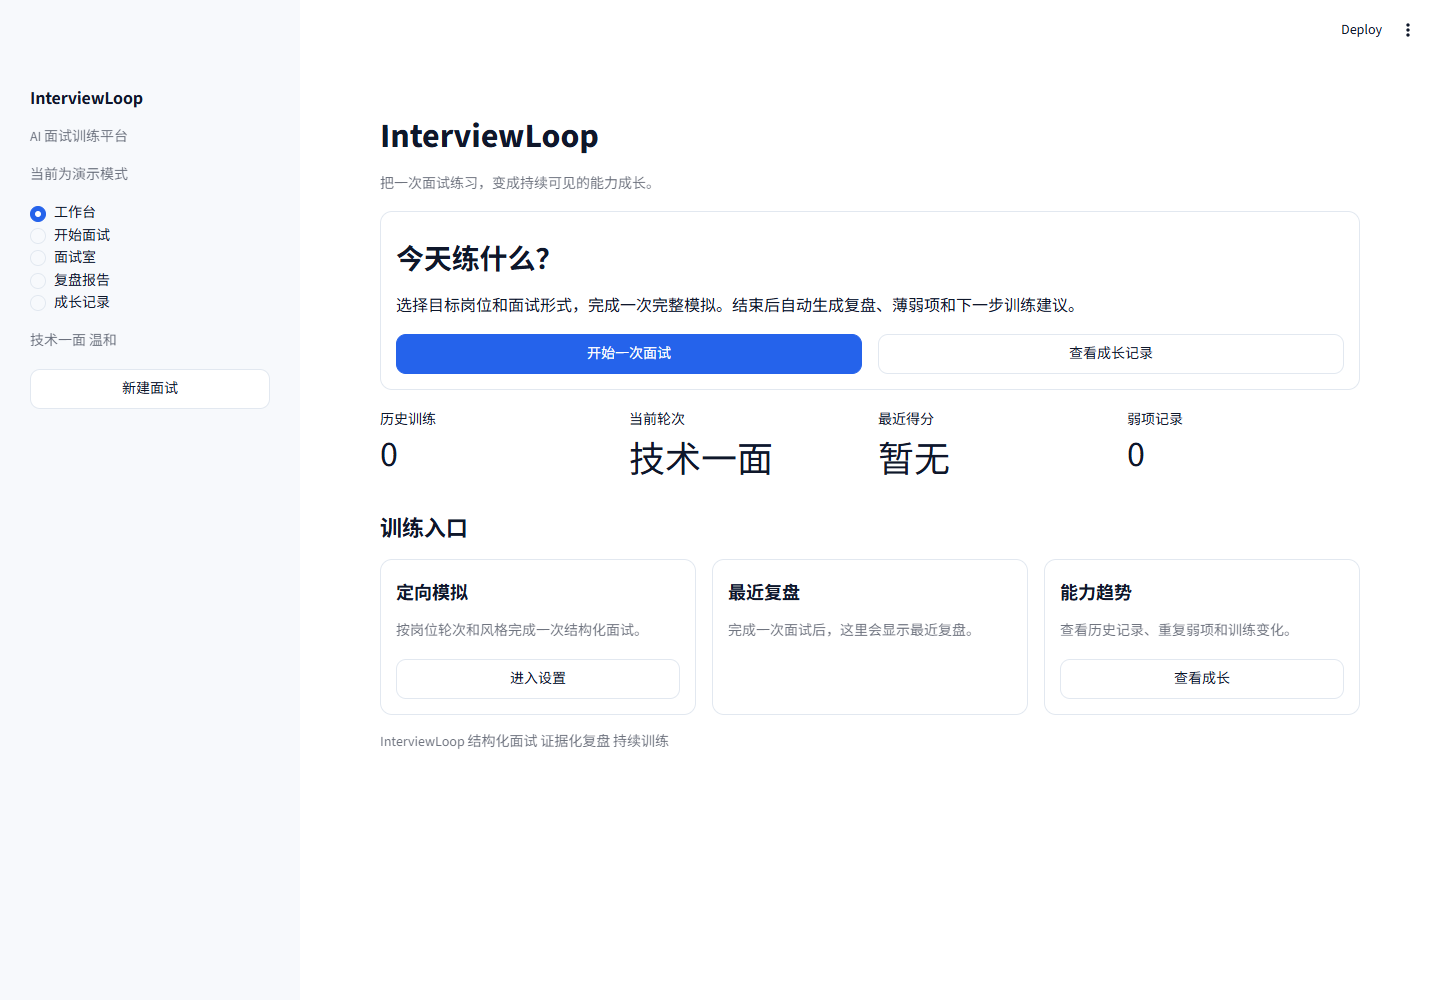 Deploy
InterviewLoop
AI 面试训练平台
当前为演示模式
工作台
开始面试
面试室
复盘报告
成长记录
技术一面 温和
新建面试
InterviewLoop
把一次面试练习，变成持续可见的能力成长。
今天练什么？
选择目标岗位和面试形式，完成一次完整模拟。结束后自动生成复盘、薄弱项和下一步训练建议。
开始一次面试
查看成长记录
历史训练
0
当前轮次
技术一面
最近得分
暂无
弱项记录
0
训练入口
定向模拟
按岗位轮次和风格完成一次结构化面试。
进入设置
最近复盘
完成一次面试后，这里会显示最近复盘。
能力趋势
查看历史记录、重复弱项和训练变化。
查看成长
InterviewLoop 结构化面试 证据化复盘 持续训练